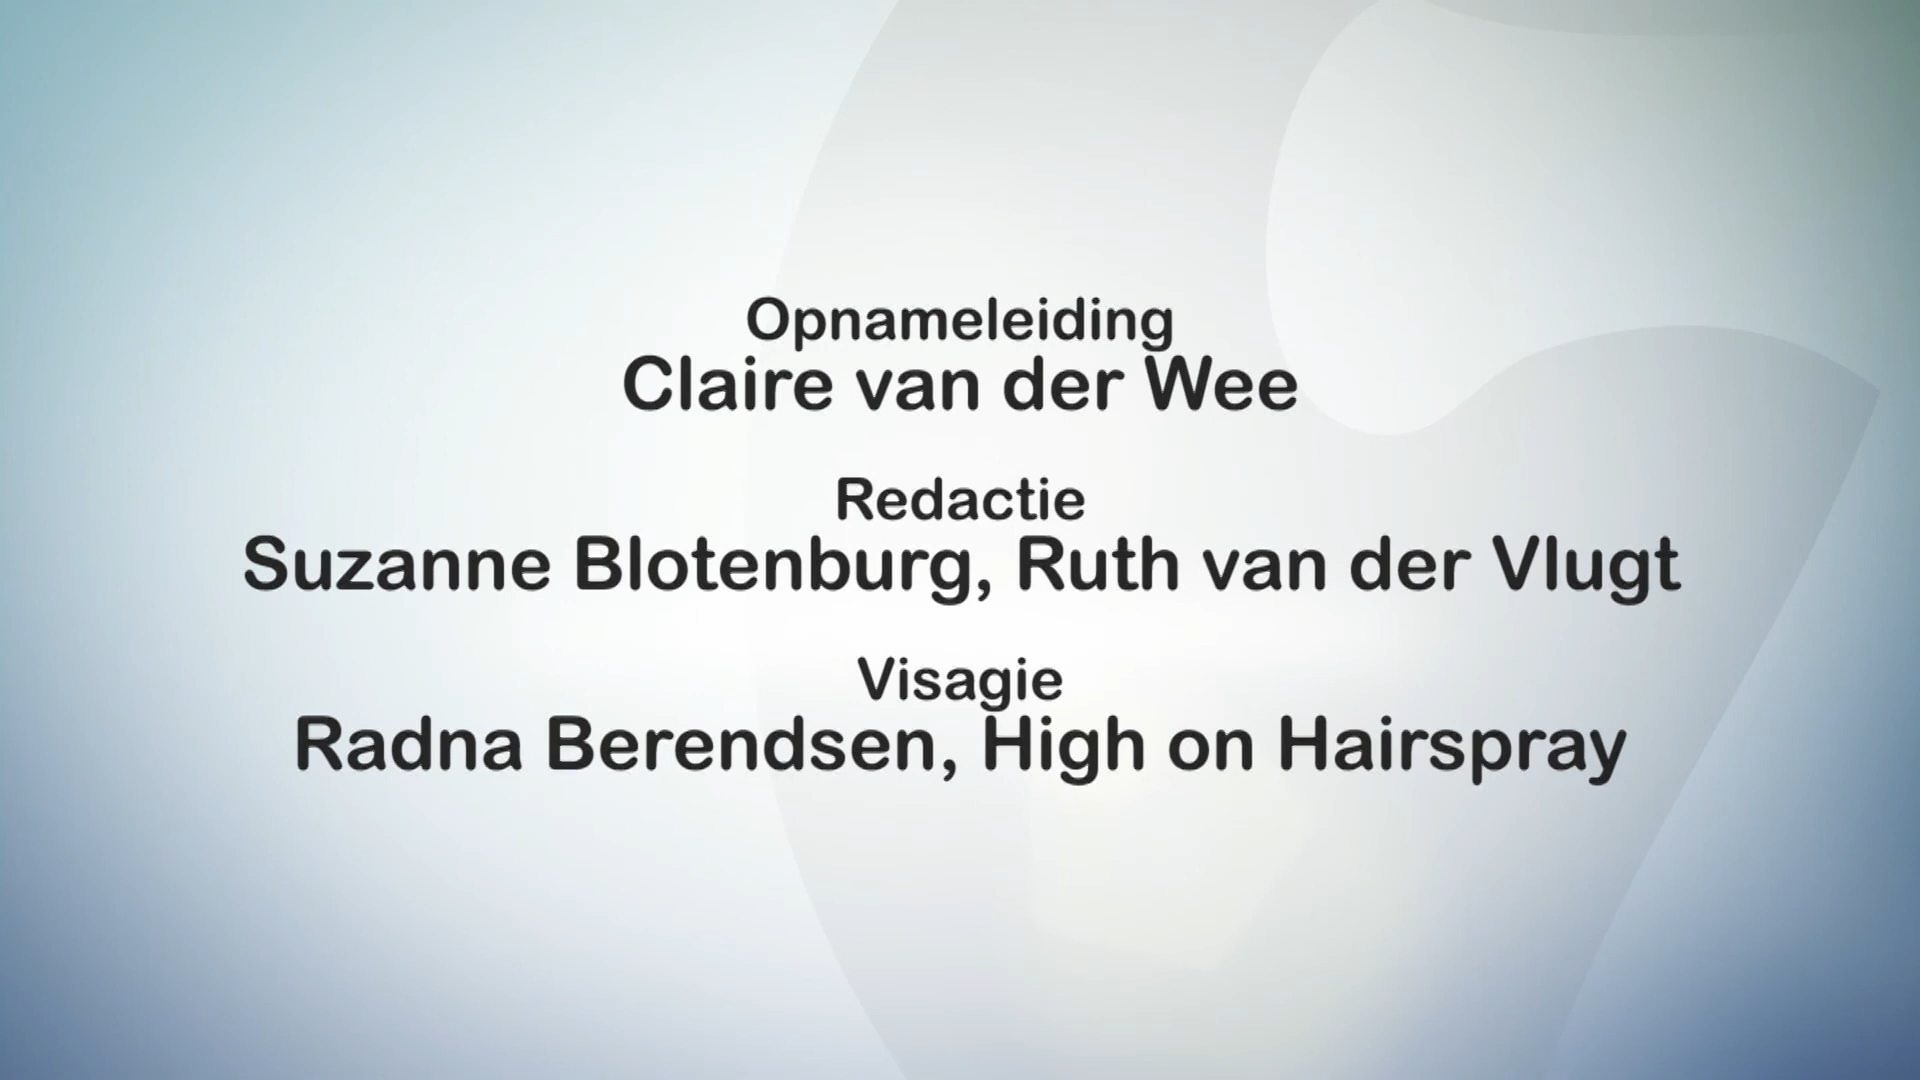 Opnameleiding
Claire van der Wee
Redactie
Suzanne Blotenburg, Ruth van der Vlugt
Visagie
Radna Berendsen, High on Hairspray